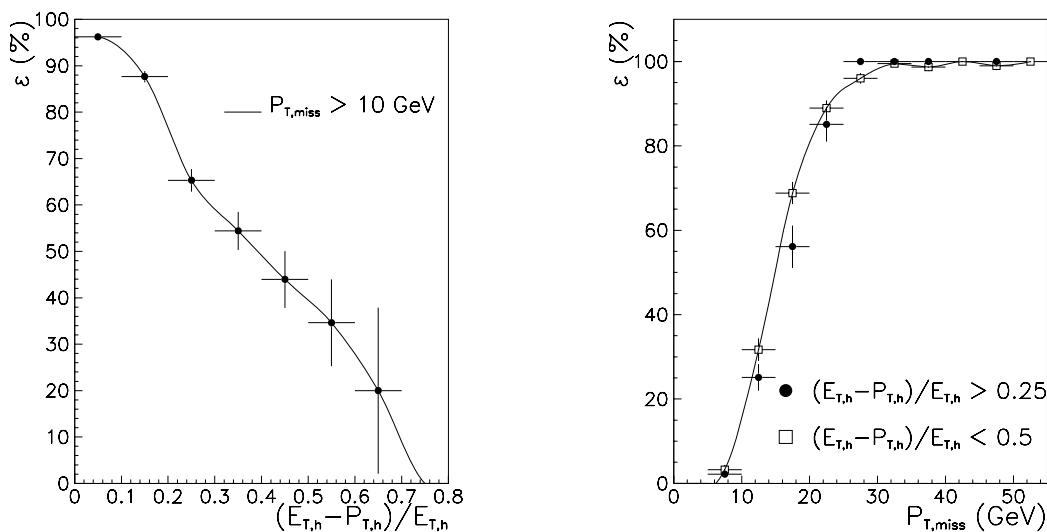 ε (%)
100
90
80
70
60
50
40
30
20
10
0
P_T,miss > 10 GeV
0 0.1 0.2 0.3 0.4 0.5 0.6 0.7 0.8
(E_T,h−P_T,h)/E_T,h
ε (%)
100
80
60
40
20
0
(E_T,h−P_T,h)/E_T,h > 0.25
(E_T,h−P_T,h)/E_T,h < 0.5
0 10 20 30 40 50
P_T,miss (GeV)